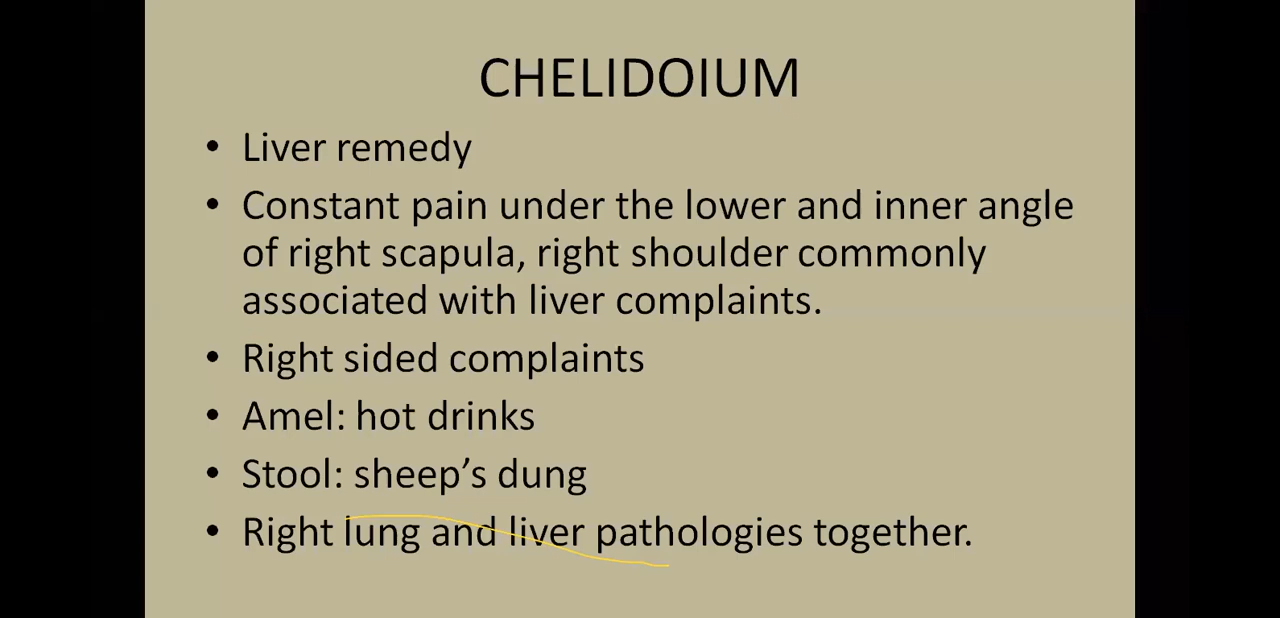 CHELIDOIUM
• Liver remedy
• Constant pain under the lower and inner angle
of right scapula, right shoulder commonly
associated with liver complaints.
• Right sided complaints
• Amel: hot drinks
• Stool: sheep’s dung
• Right lung and liver pathologies together.